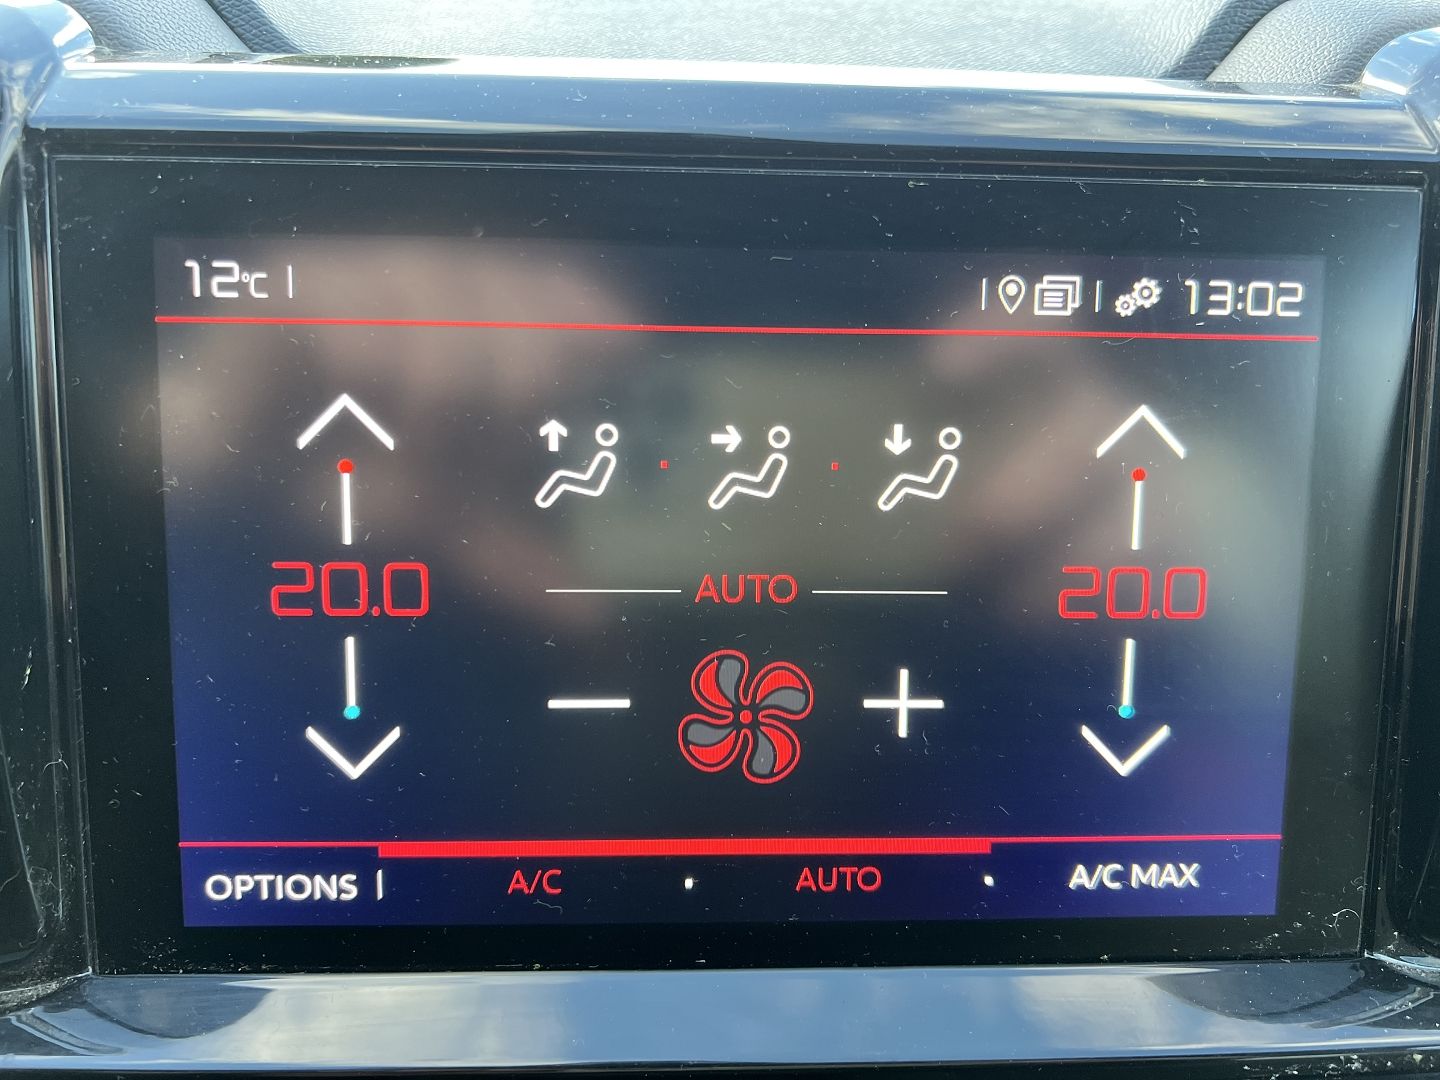 12°C 13:02
20.0 AUTO 20.0
OPTIONS A/C AUTO A/C MAX